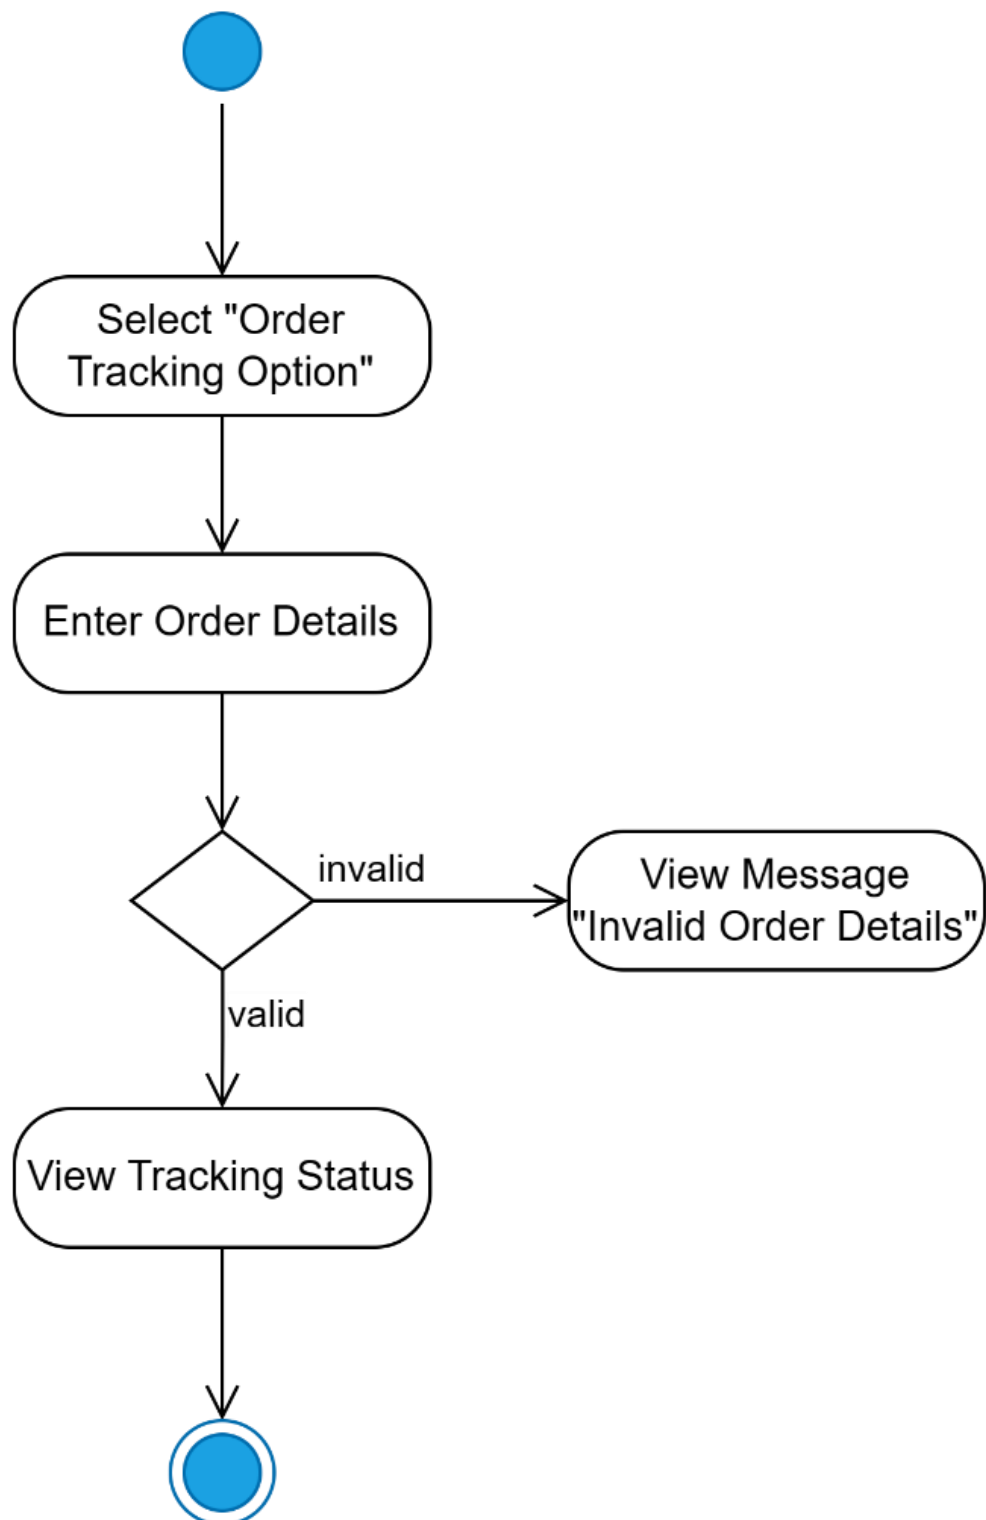 Select "Order
Tracking Option"
Enter Order Details
invalid
View Message
"Invalid Order Details"
valid
View Tracking Status